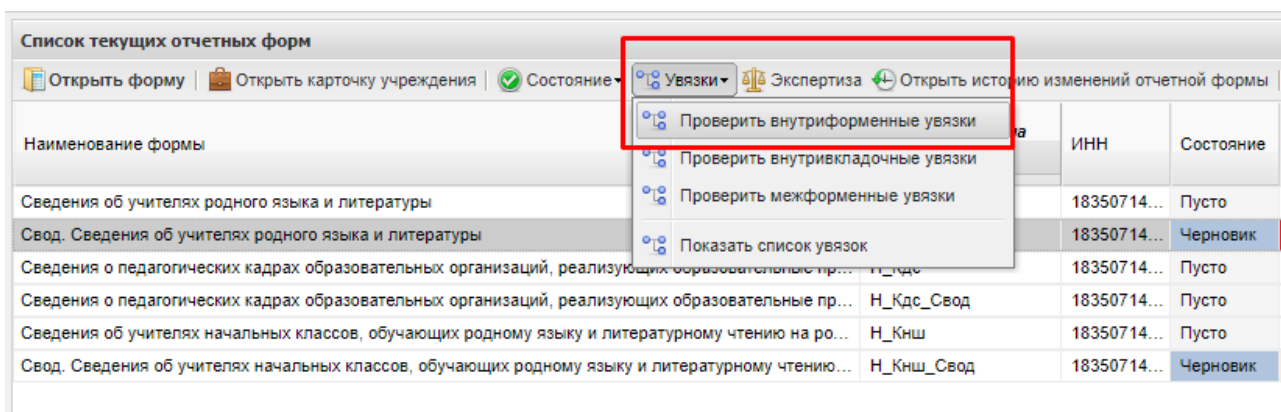 Список текущих отчетных форм
Открыть форму Открыть карточку учреждения Состояние Увязки Экспертиза Открыть историю изменений отчетной формы
Проверить внутриформенные увязки
Наименование формы ИНН Состояние
Проверить внутривкладочные увязки
Проверить межформенные увязки
Показать список увязок
Сведения об учителях родного языка и литературы 18350714... Пусто
Свод. Сведения об учителях родного языка и литературы 18350714... Черновик
Сведения о педагогических кадрах образовательных организаций, реализующих образовательные пр... Н_Кдс 18350714... Пусто
Сведения о педагогических кадрах образовательных организаций, реализующих образовательные пр... Н_Кдс_Свод 18350714... Пусто
Сведения об учителях начальных классов, обучающих родному языку и литературному чтению на ро... Н_Кнш 18350714... Пусто
Свод. Сведения об учителях начальных классов, обучающих родному языку и литературному чтению... Н_Кнш_Свод 18350714... Черновик